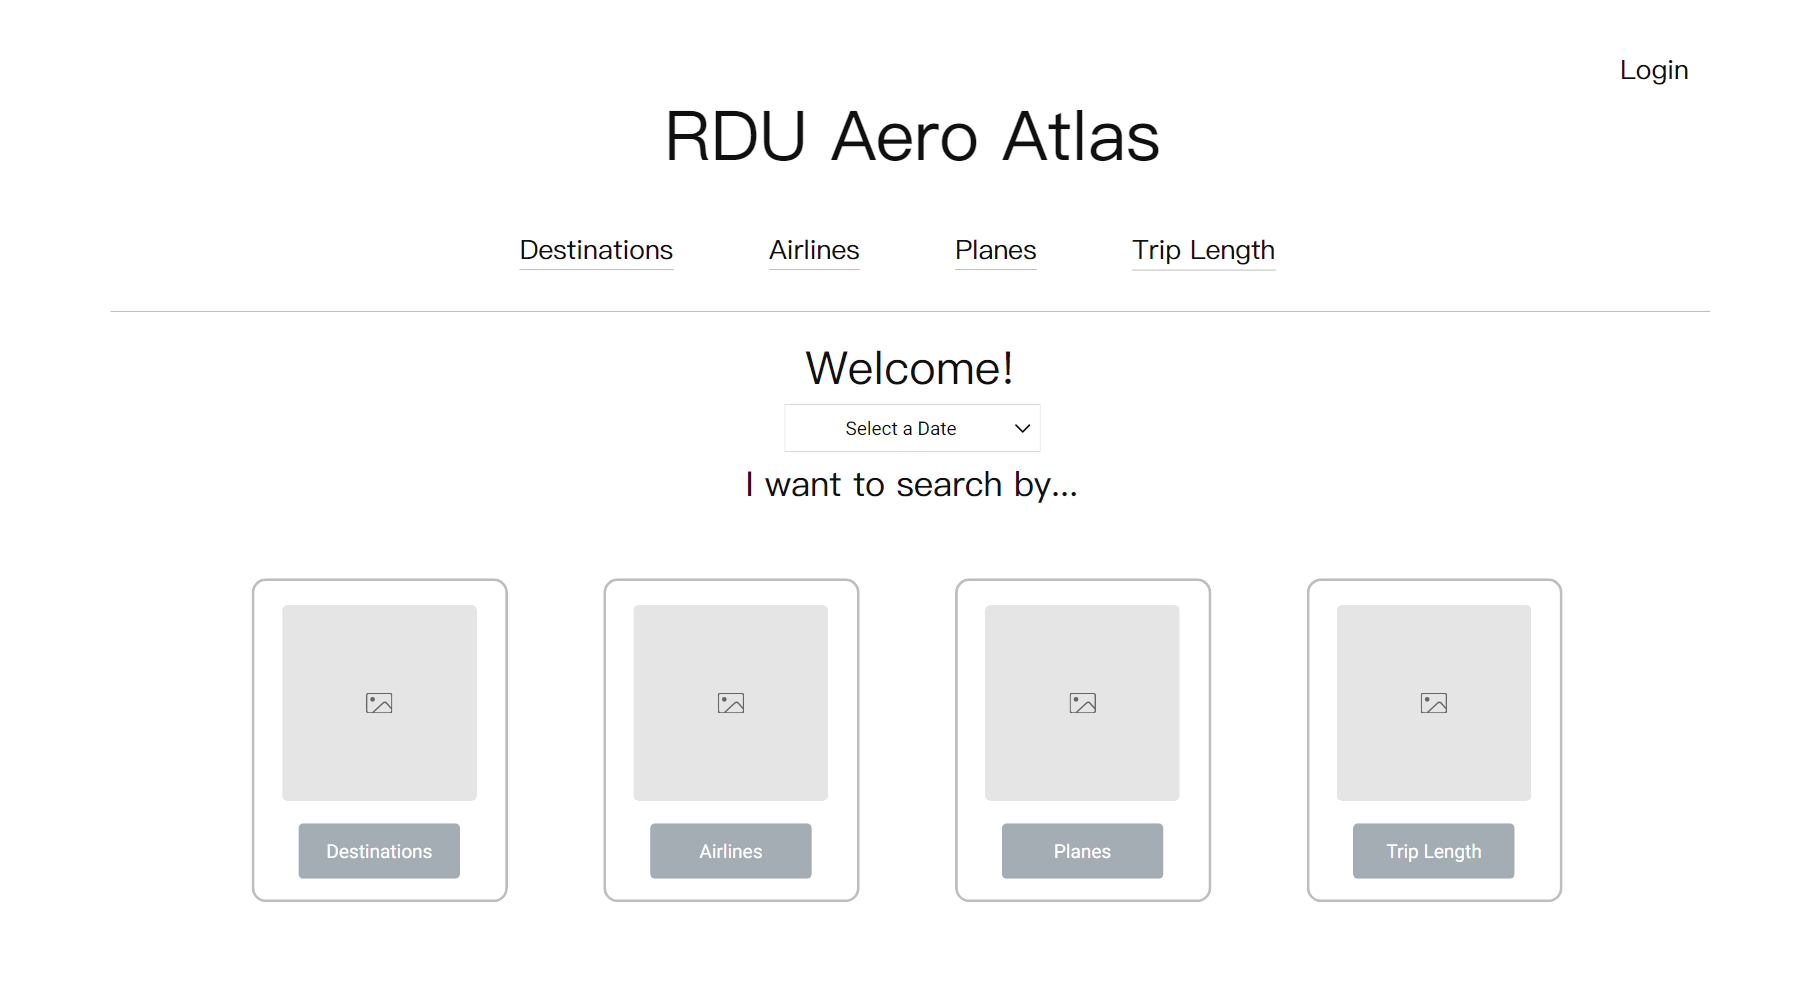 Login
RDU Aero Atlas
Destinations Airlines Planes Trip Length
Welcome!
Select a Date
I want to search by...
Destinations Airlines Planes Trip Length